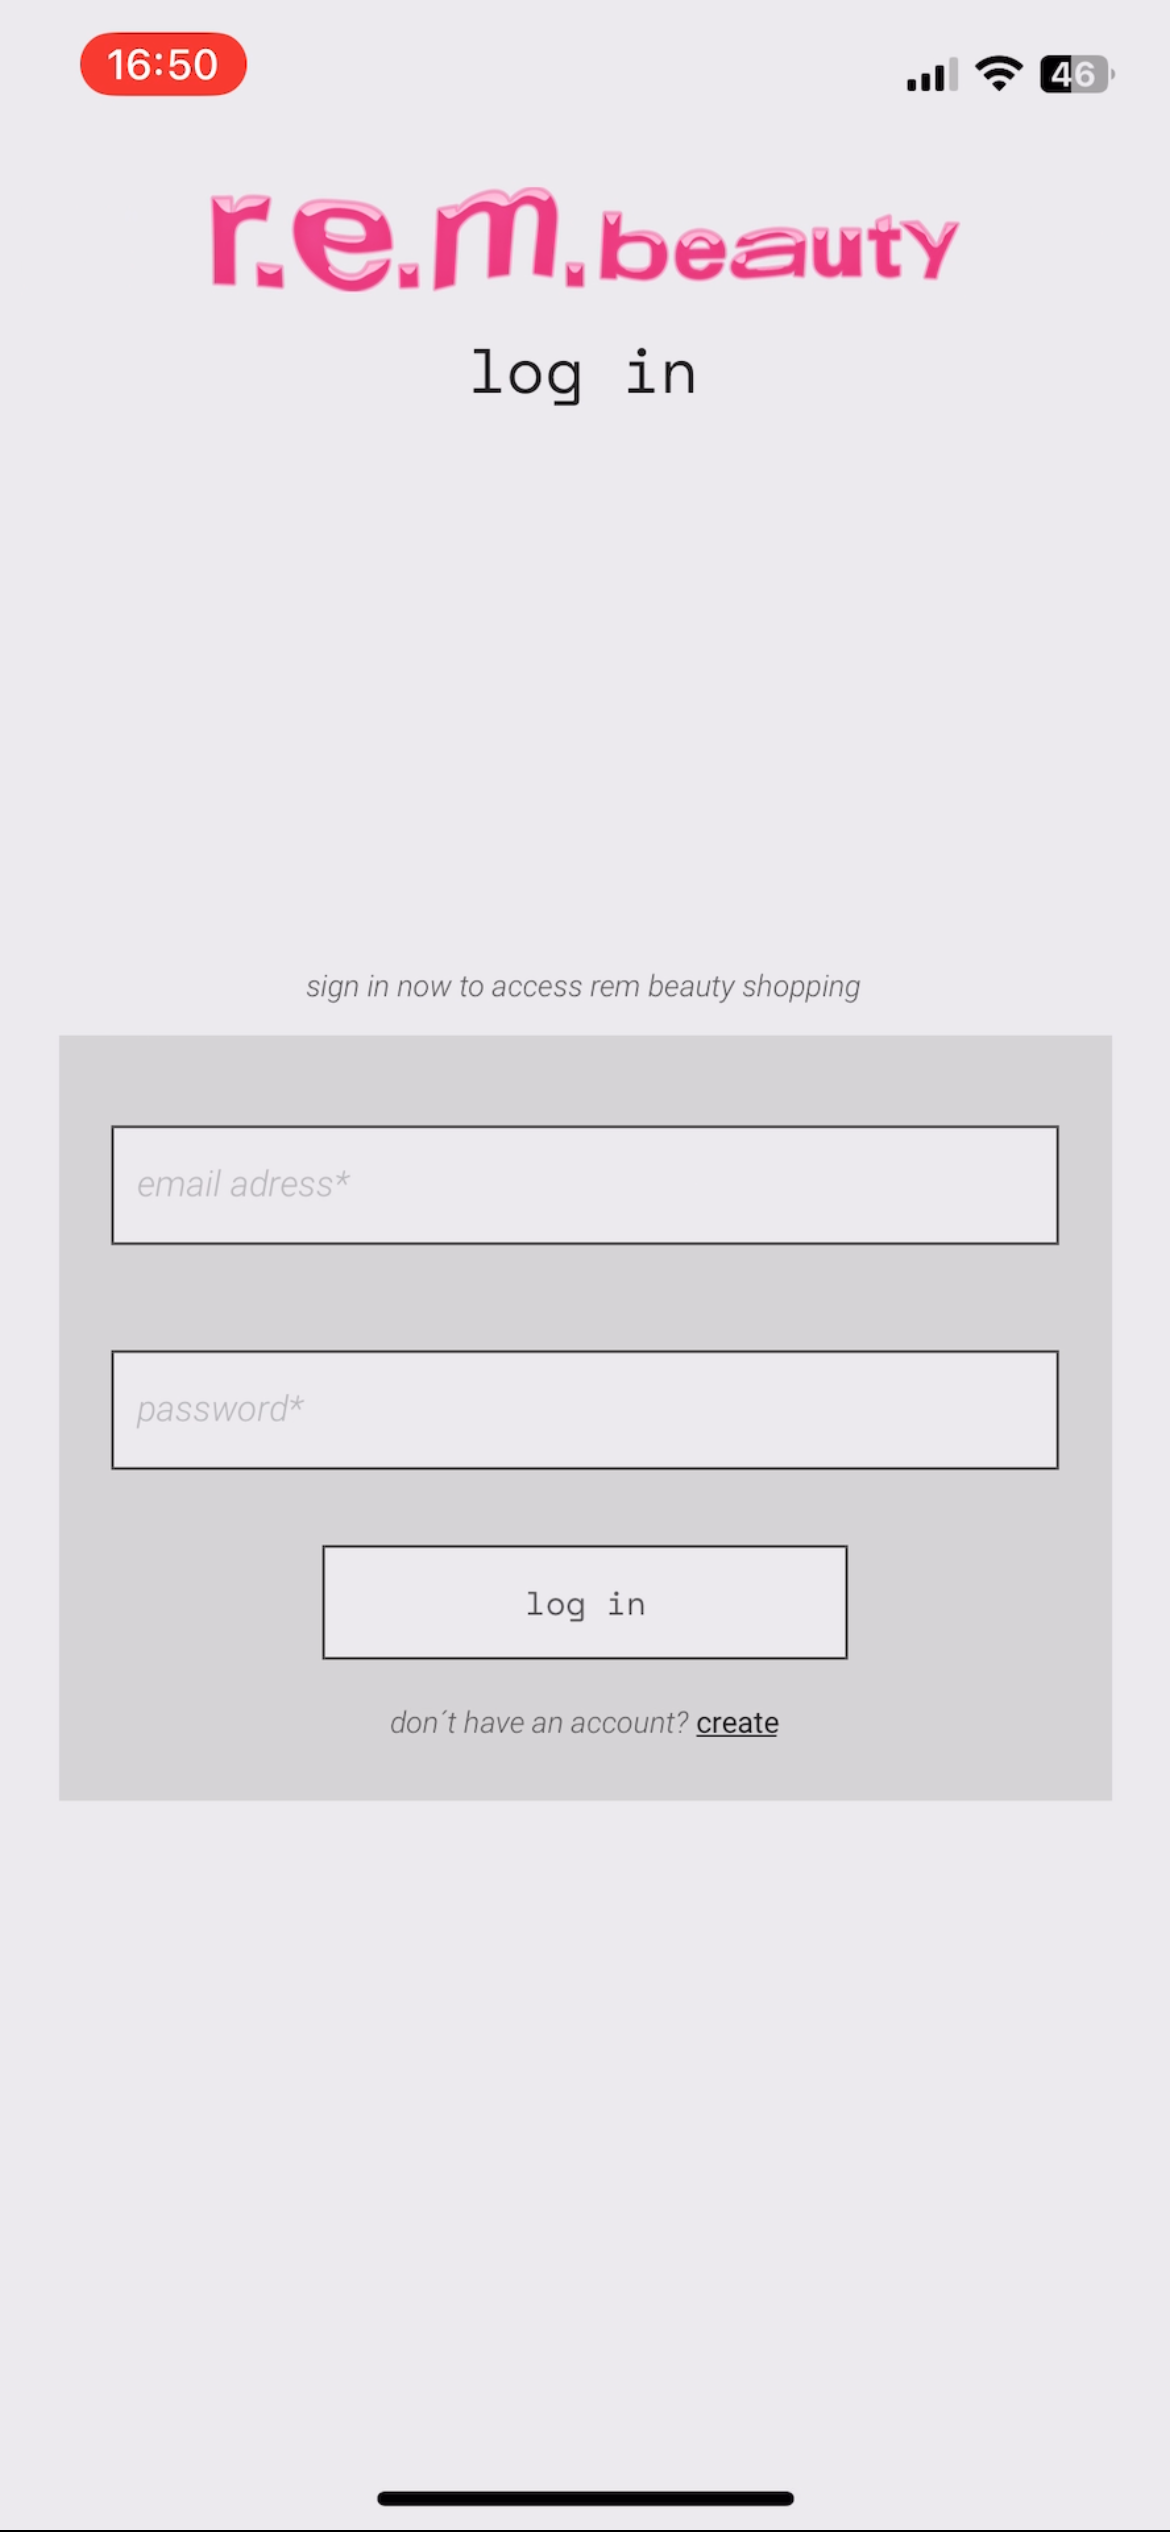 16:50
46
r.e.m.beauty
log in
sign in now to access rem beauty shopping
email adress*
password*
log in
don´t have an account? create